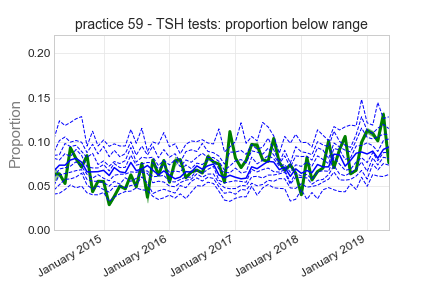 practice 59 - TSH tests: proportion below range
Proportion
0.20
0.15
0.10
0.05
0.00
January 2015
January 2016
January 2017
January 2018
January 2019